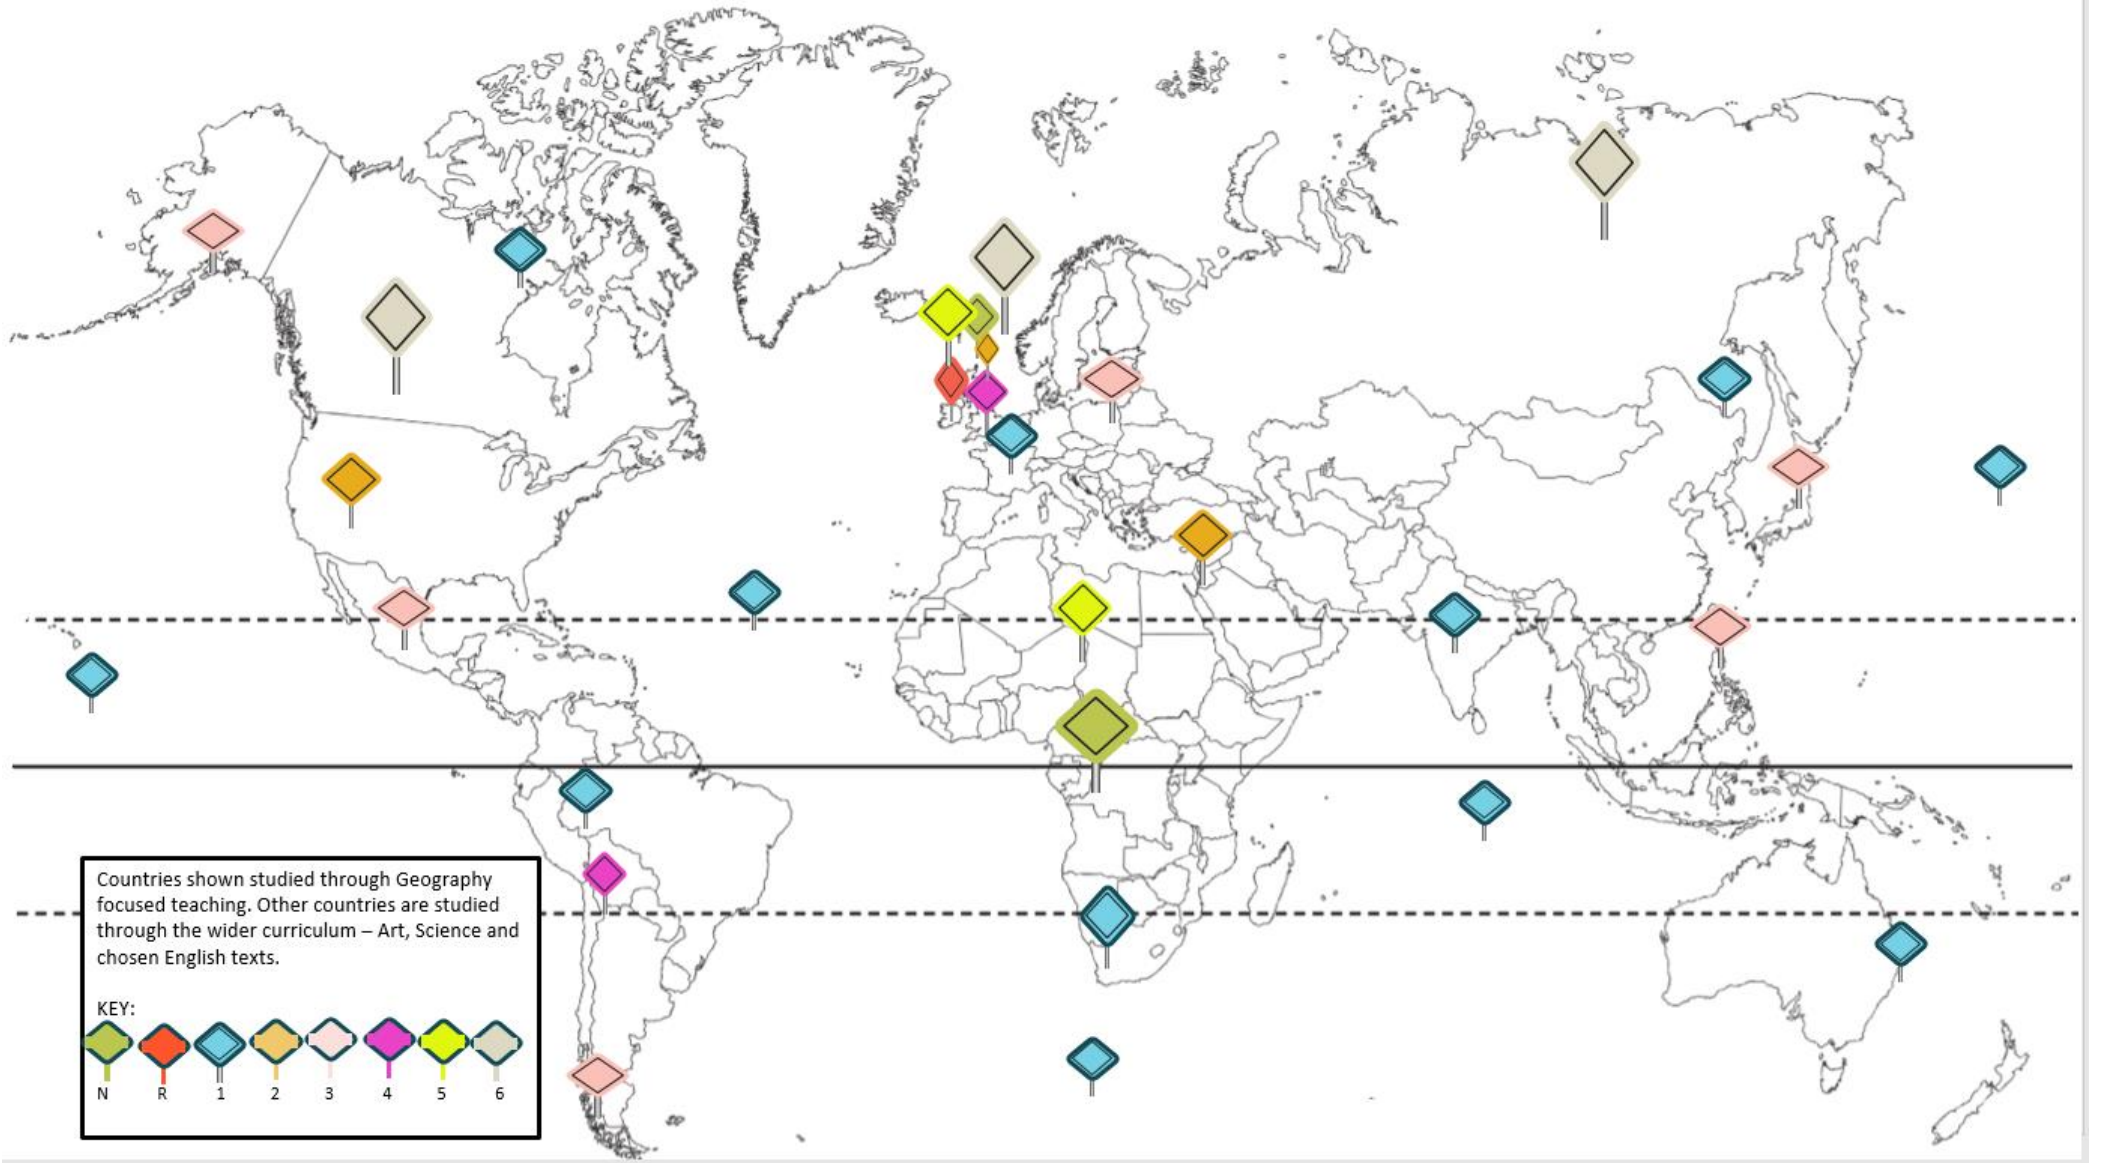 Countries shown studied through Geography
focused teaching. Other countries are studied
through the wider curriculum – Art, Science and
chosen English texts.
KEY:
N R 1 2 3 4 5 6